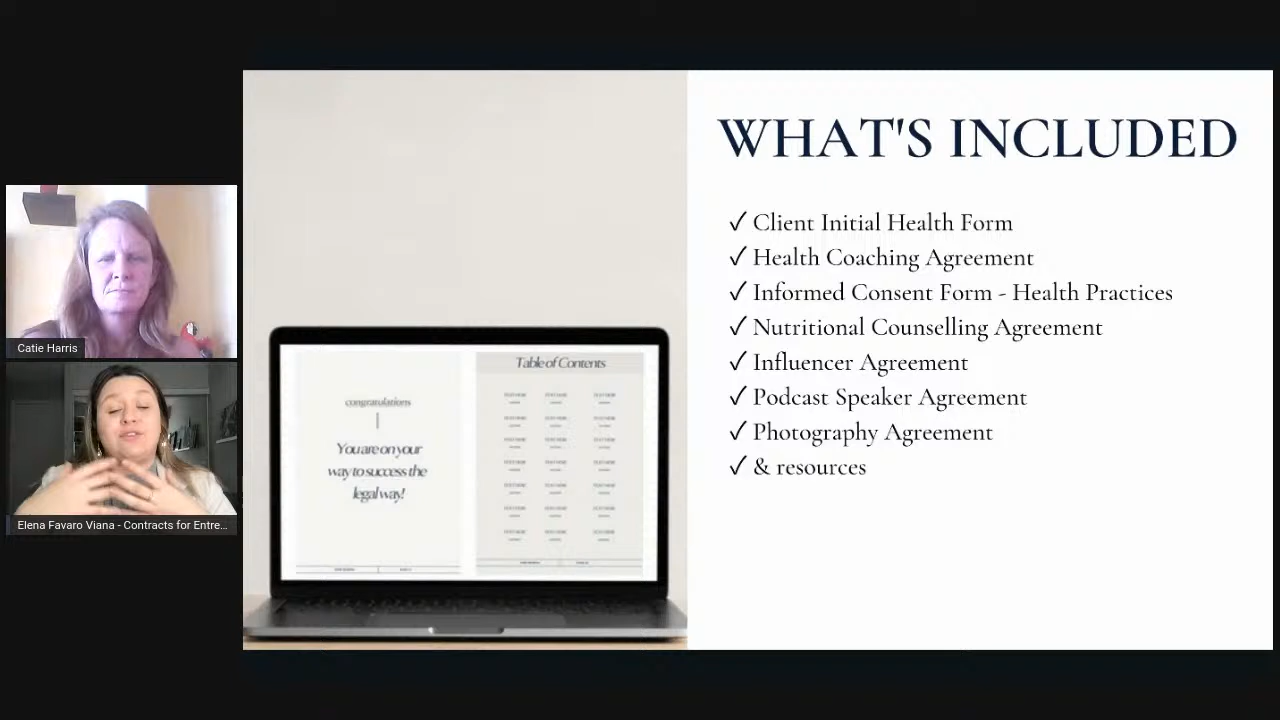 WHAT'S INCLUDED
✓ Client Initial Health Form
✓ Health Coaching Agreement
✓ Informed Consent Form - Health Practices
✓ Nutritional Counselling Agreement
✓ Influencer Agreement
✓ Podcast Speaker Agreement
✓ Photography Agreement
✓ & resources
congratulations
You are on your
way to success the
legal way!
Table of Contents
Catie Harris
Elena Favaro Viana - Contracts for Entre...